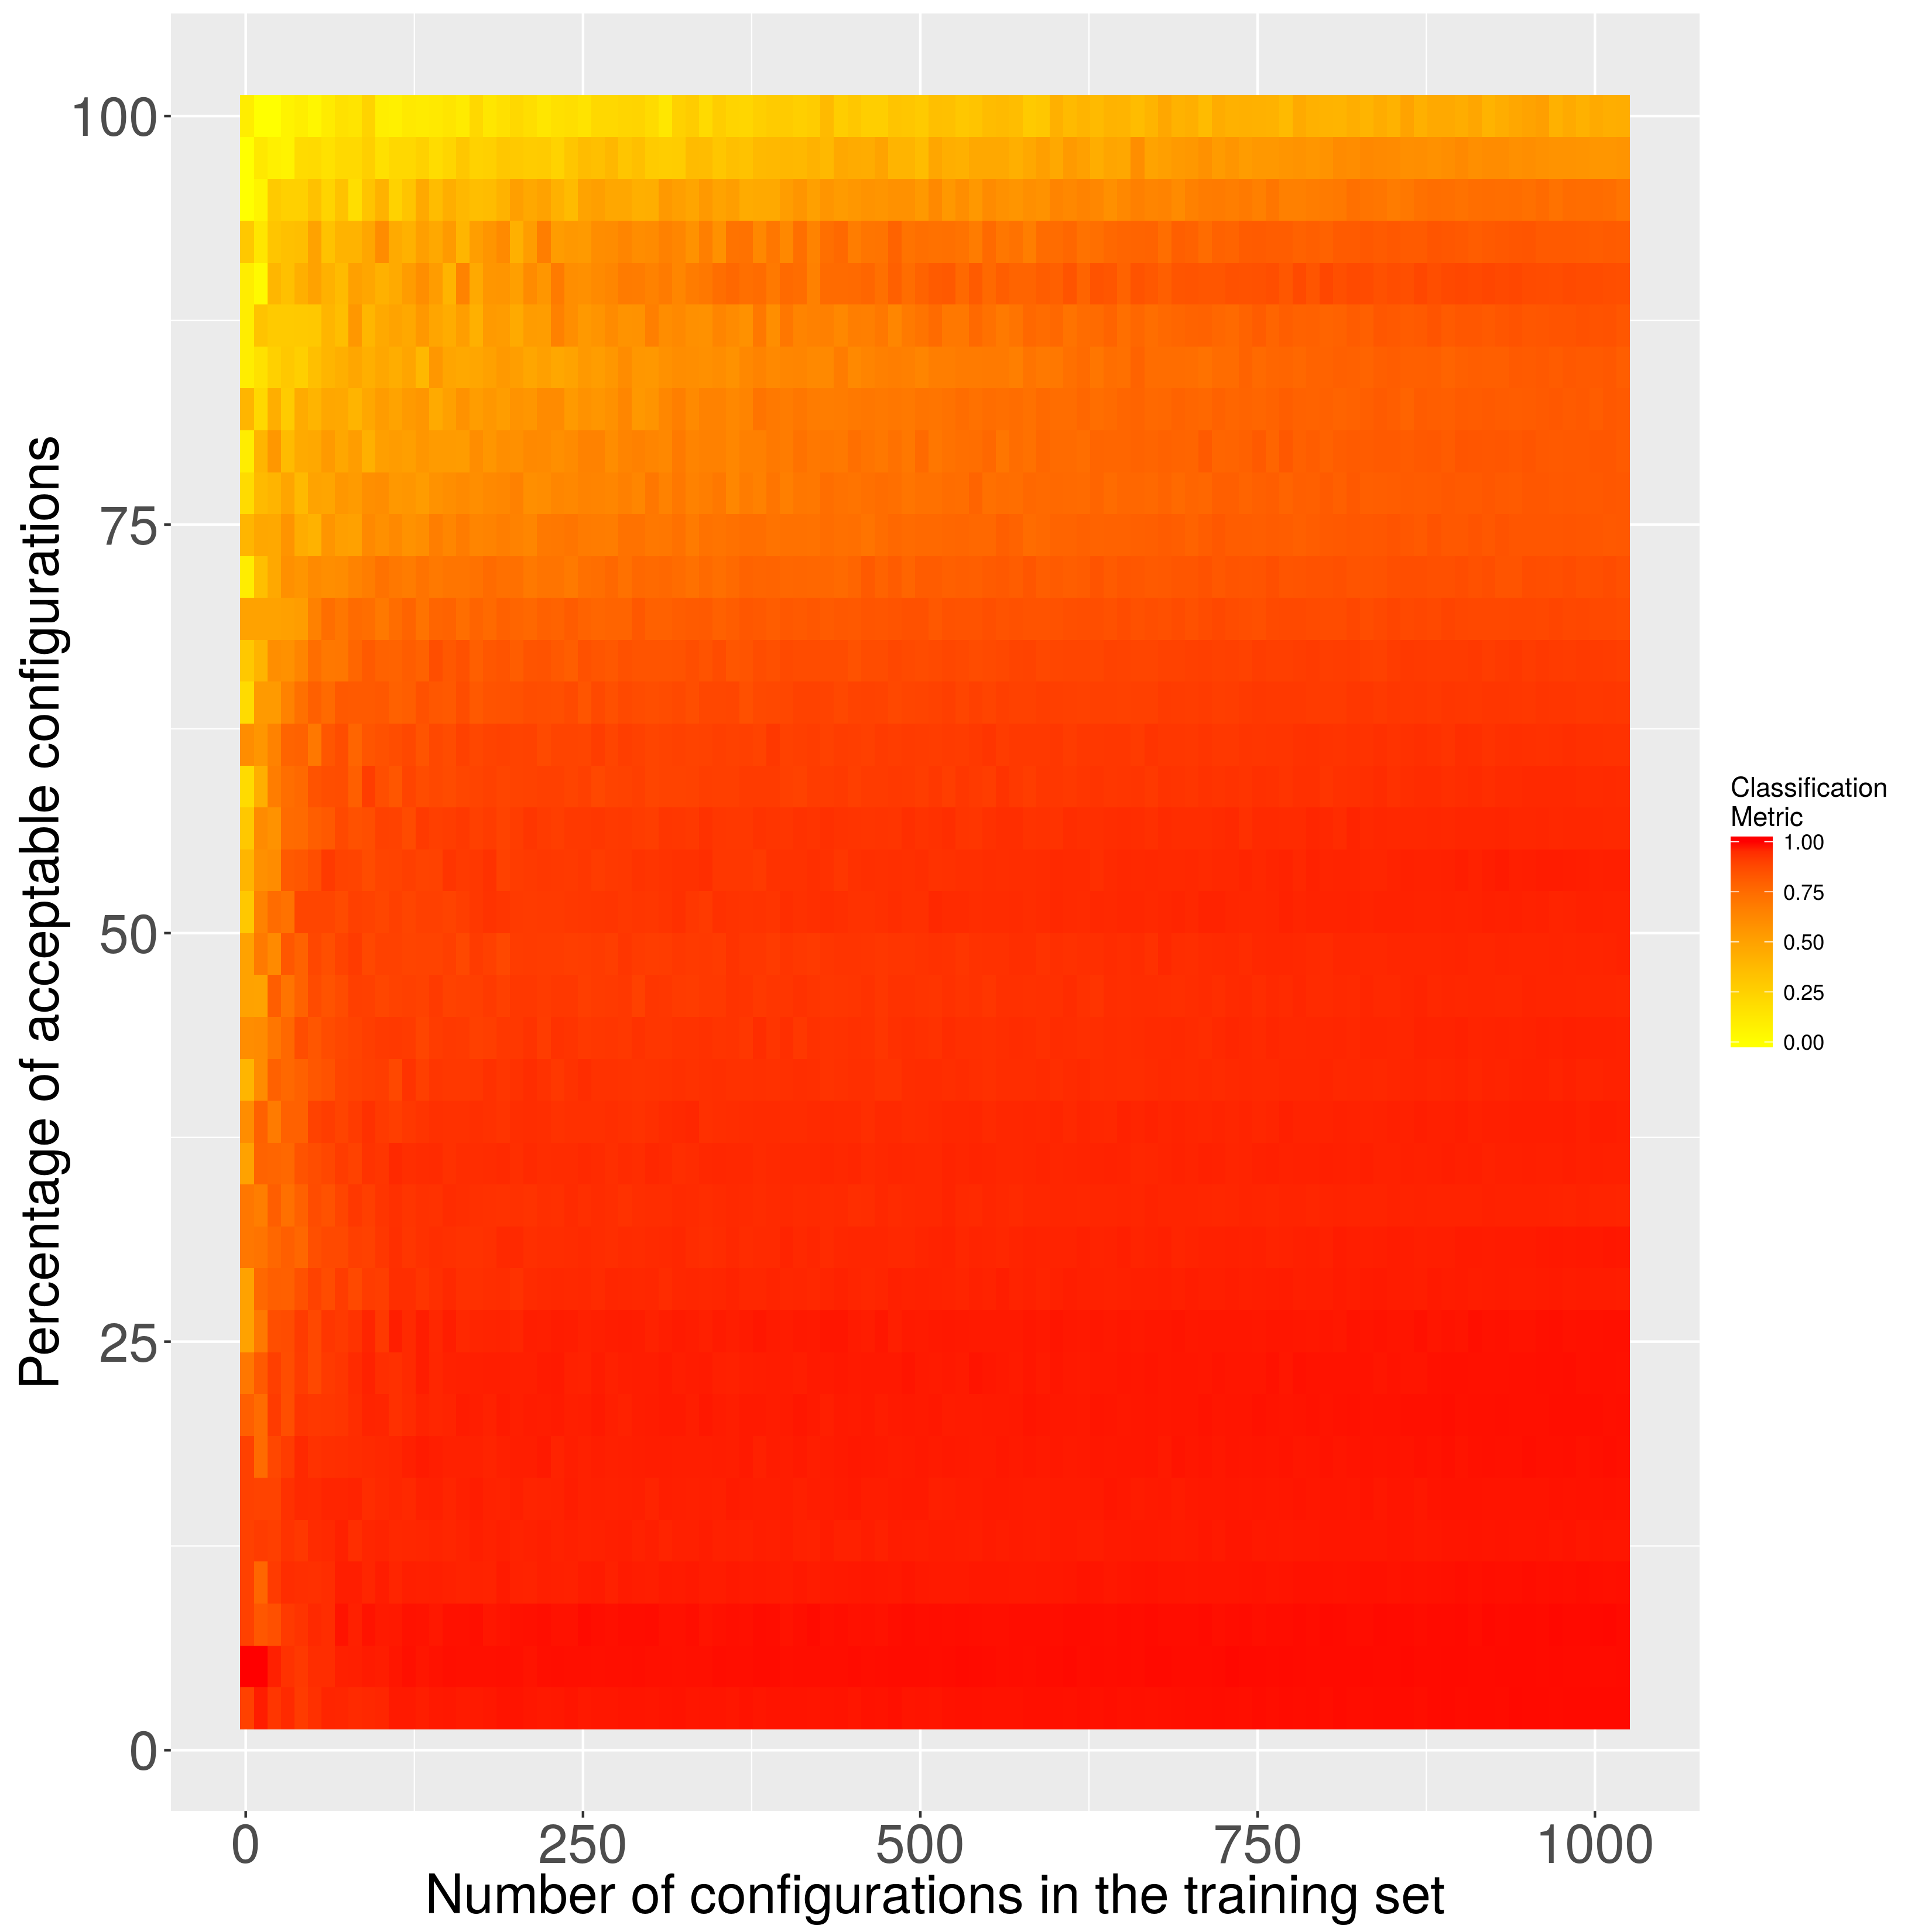 Percentage of acceptable configurations
100
75
50
25
0
0 250 500 750 1000
Number of configurations in the training set
Classification
Metric
1.00
0.75
0.50
0.25
0.00